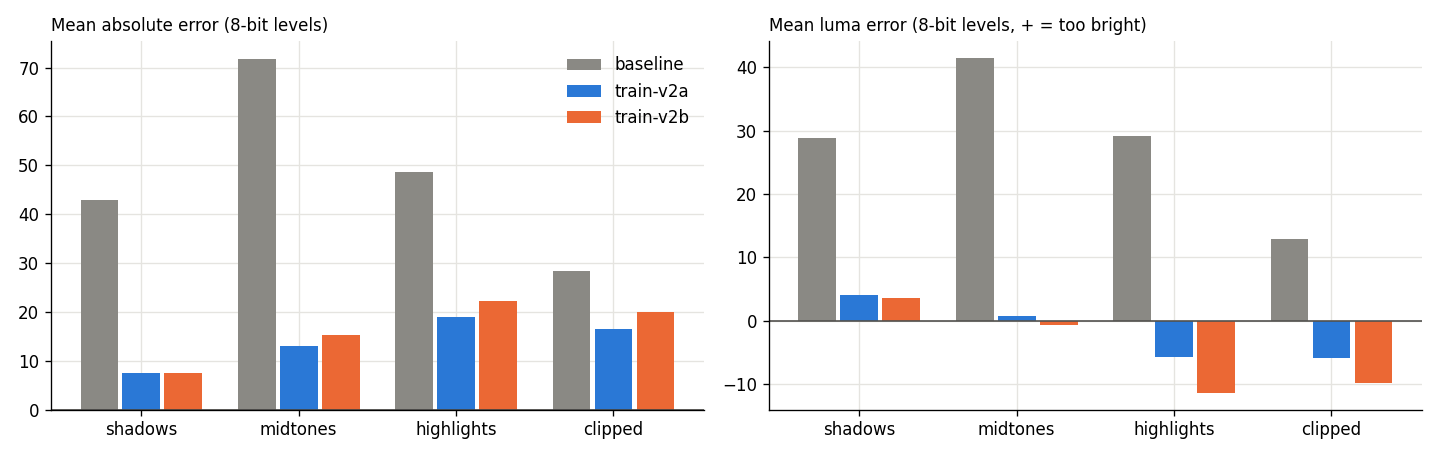 Mean absolute error (8-bit levels)
70
60
50
40
30
20
10
0
baseline
train-v2a
train-v2b
shadows
midtones
highlights
clipped
Mean luma error (8-bit levels, + = too bright)
40
30
20
10
0
−10
shadows
midtones
highlights
clipped